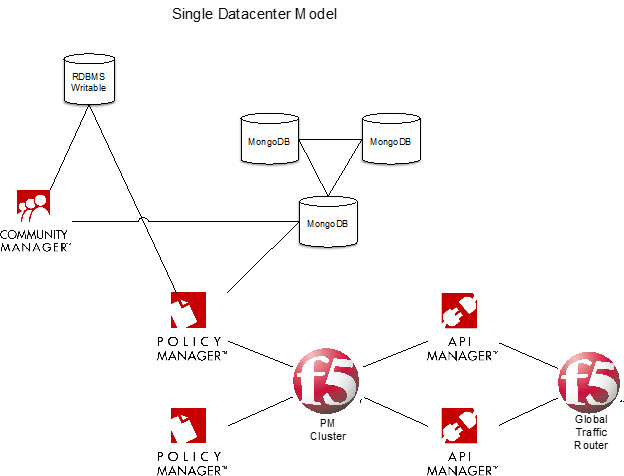 Single Datacenter Model
RDBMS
Writable
MongoDB
MongoDB
MongoDB
COMMUNITY
MANAGER™
POLICY
MANAGER™
API
MANAGER™
f5
PM
Cluster
f5
Global
Traffic
Router
POLICY
MANAGER™
API
MANAGER™